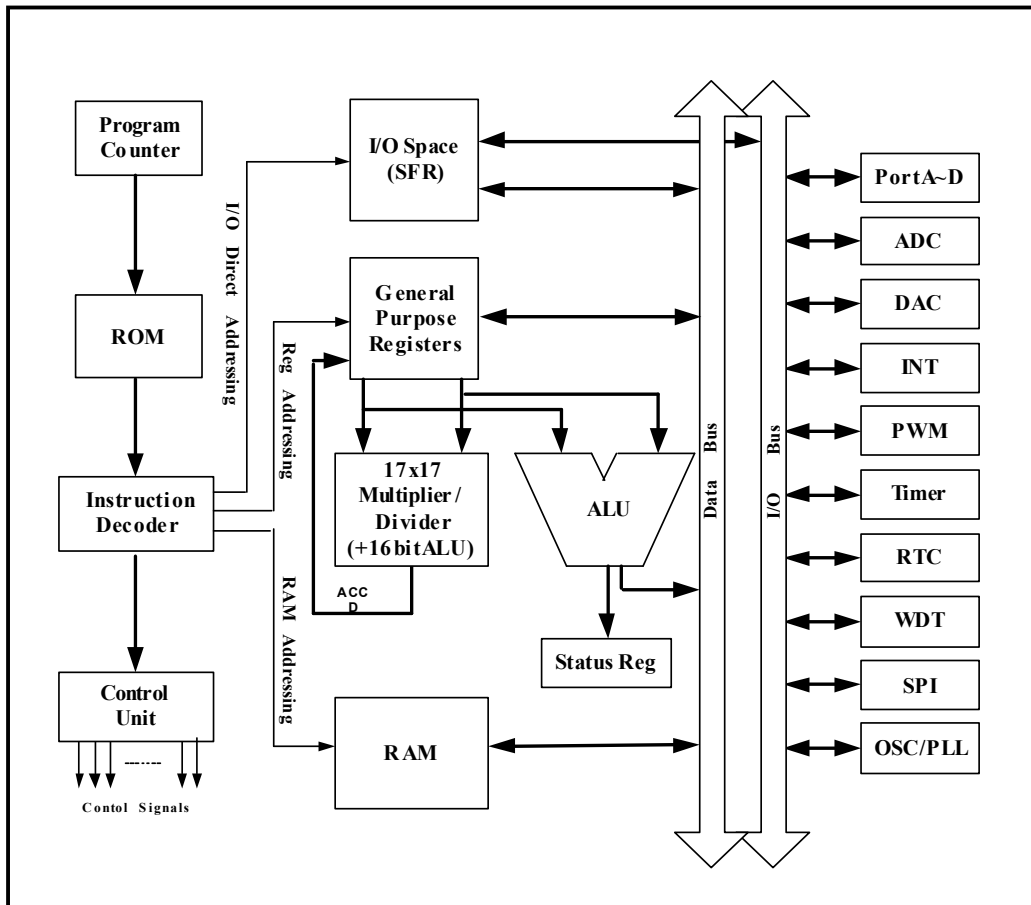 Program
Counter
ROM
Instruction
Decoder
Control
Unit
-------
Contol Signals
I/O Direct Addressing
Reg Addressing
RAM Addressing
I/O Space
(SFR)
General
Purpose
Registers
17x17
Multiplier/
Divider
(+16bitALU)
ACC
D
ALU
Status Reg
RAM
Data Bus
I/O Bus
PortA~D
ADC
DAC
INT
PWM
Timer
RTC
WDT
SPI
OSC/PLL